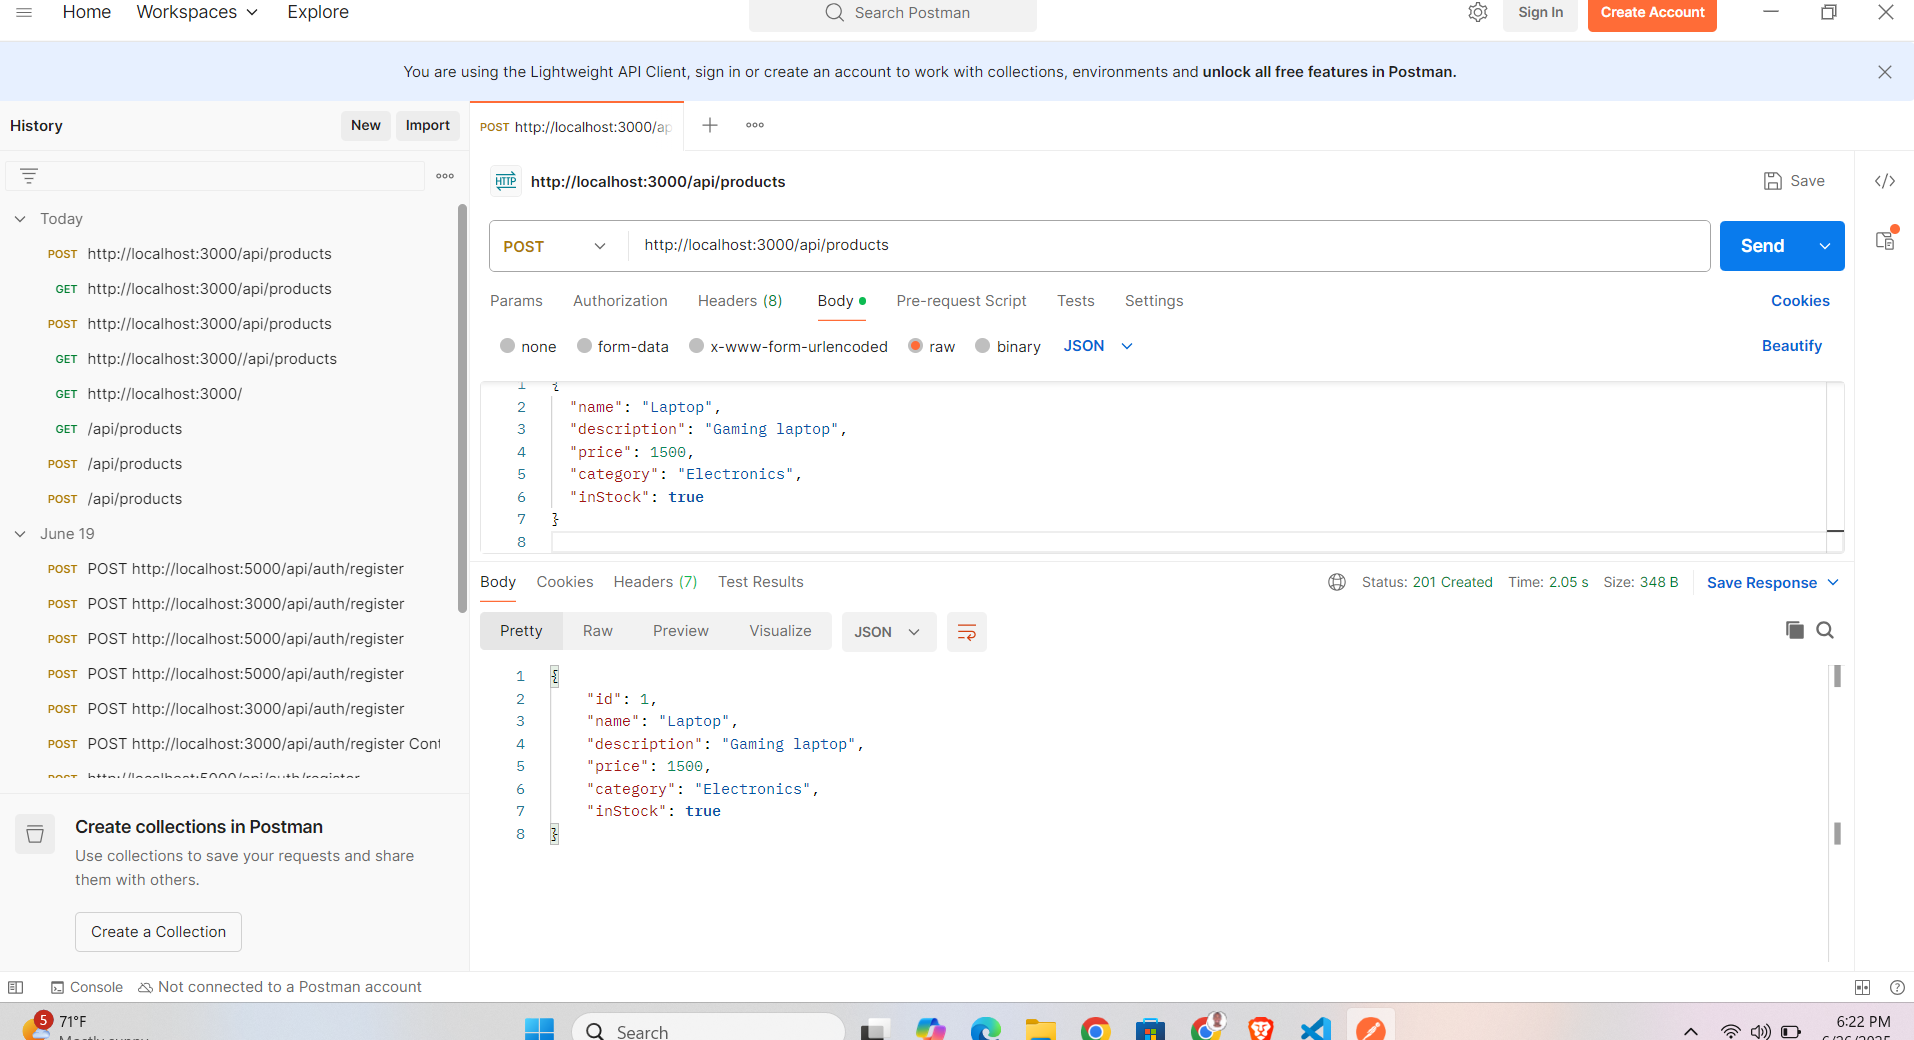 Home Workspaces Explore
Search Postman
Sign In Create Account
You are using the Lightweight API Client, sign in or create an account to work with collections, environments and unlock all free features in Postman.
History
New Import
POST http://localhost:3000/ap
HTTP http://localhost:3000/api/products
Save
Today
POST http://localhost:3000/api/products
GET http://localhost:3000/api/products
POST http://localhost:3000/api/products
GET http://localhost:3000//api/products
GET http://localhost:3000/
GET /api/products
POST /api/products
POST /api/products
June 19
POST POST http://localhost:5000/api/auth/register
POST POST http://localhost:3000/api/auth/register
POST POST http://localhost:5000/api/auth/register
POST POST http://localhost:5000/api/auth/register
POST POST http://localhost:3000/api/auth/register
POST POST http://localhost:3000/api/auth/register Cont
POST http://localhost:5000/api/auth/register
Create collections in Postman
Use collections to save your requests and share
them with others.
Create a Collection
POST http://localhost:3000/api/products
Send
Params Authorization Headers (8) Body Pre-request Script Tests Settings
Cookies
none form-data x-www-form-urlencoded raw binary JSON
Beautify
1 {
2 "name": "Laptop",
3 "description": "Gaming laptop",
4 "price": 1500,
5 "category": "Electronics",
6 "inStock": true
7 }
8
Body Cookies Headers (7) Test Results
Status: 201 Created Time: 2.05 s Size: 348 B Save Response
Pretty Raw Preview Visualize JSON
1 {
2 "id": 1,
3 "name": "Laptop",
4 "description": "Gaming laptop",
5 "price": 1500,
6 "category": "Electronics",
7 "inStock": true
8 }
Console Not connected to a Postman account
5
71°F
Mostly sunny
Search
6:22 PM
6/26/2025